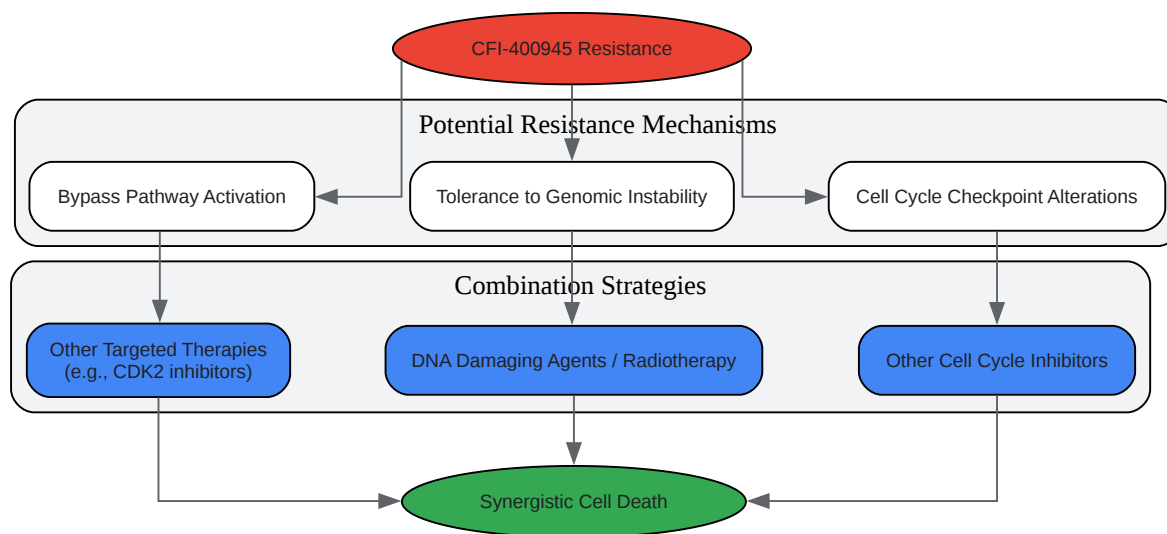 CFI-400945 Resistance
Potential Resistance Mechanisms
Bypass Pathway Activation
Tolerance to Genomic Instability
Cell Cycle Checkpoint Alterations
Combination Strategies
Other Targeted Therapies
(e.g., CDK2 inhibitors)
DNA Damaging Agents / Radiotherapy
Other Cell Cycle Inhibitors
Synergistic Cell Death